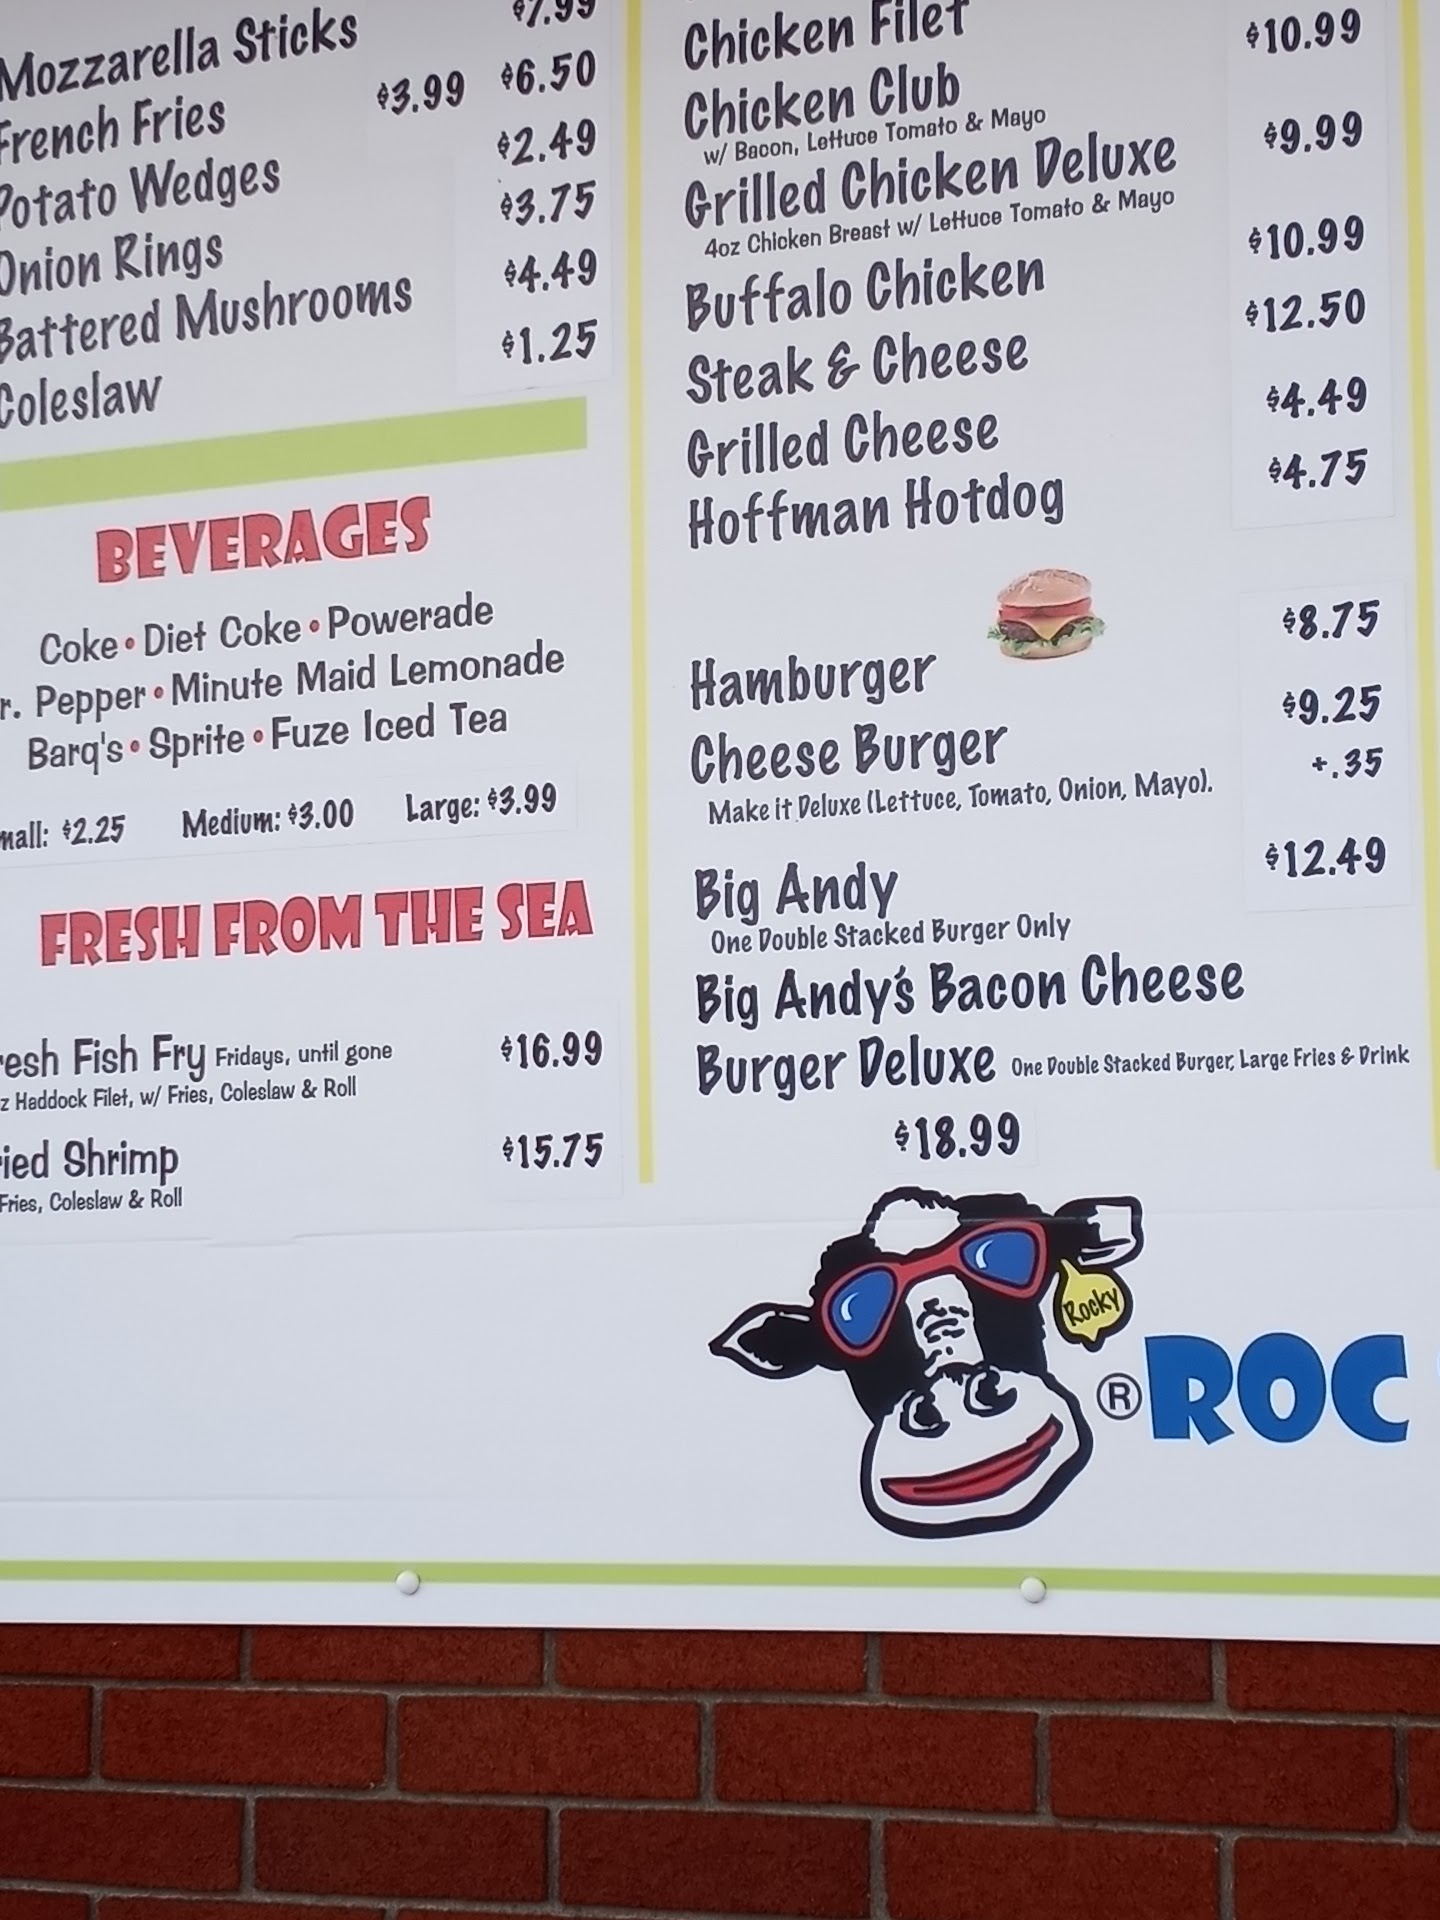 $7.99
Mozzarella Sticks
French Fries $3.99 $6.50
Potato Wedges $2.49
Onion Rings $3.75
Battered Mushrooms $4.49
Coleslaw $1.25
BEVERAGES
Coke • Diet Coke • Powerade
r. Pepper • Minute Maid Lemonade
Barq's • Sprite • Fuze Iced Tea
mall: $2.25 Medium: $3.00 Large: $3.99
FRESH FROM THE SEA
resh Fish Fry Fridays, until gone $16.99
z Haddock Filet, w/ Fries, Coleslaw & Roll
ried Shrimp $15.75
Fries, Coleslaw & Roll
Chicken Filet
Chicken Club $10.99
w/ Bacon, Lettuce Tomato & Mayo
Grilled Chicken Deluxe $9.99
4oz Chicken Breast w/ Lettuce Tomato & Mayo
Buffalo Chicken $10.99
Steak & Cheese $12.50
Grilled Cheese $4.49
Hoffman Hotdog $4.75
Hamburger $8.75
Cheese Burger $9.25
Make it Deluxe (Lettuce, Tomato, Onion, Mayo). +.35
Big Andy $12.49
One Double Stacked Burger Only
Big Andy's Bacon Cheese
Burger Deluxe One Double Stacked Burger, Large Fries & Drink
$18.99
Rocky
® ROC